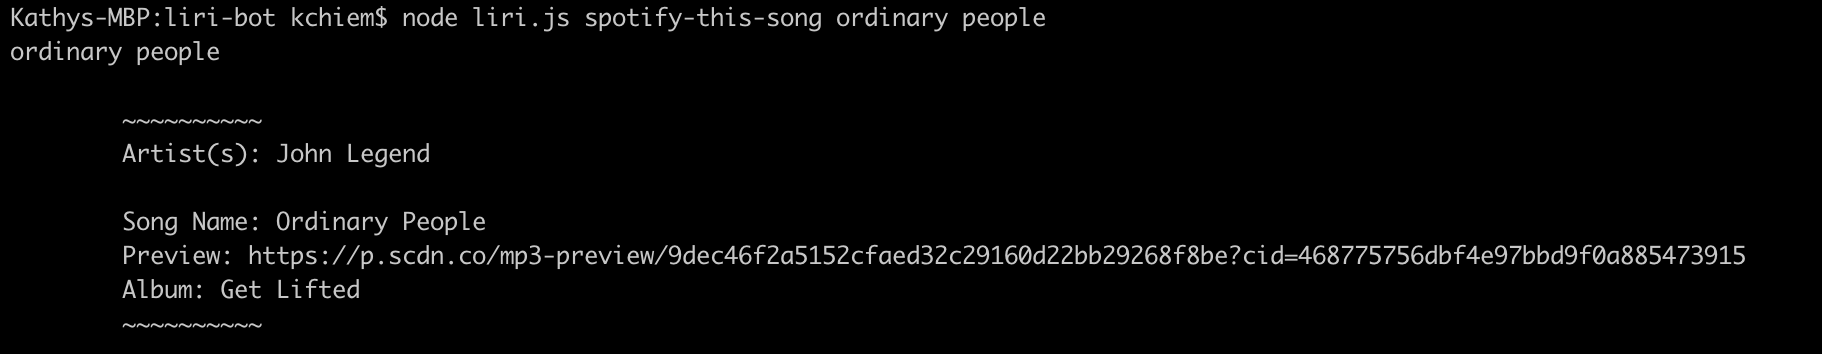 Kathys-MBP:liri-bot kchiem$ node liri.js spotify-this-song ordinary people
ordinary people
~~~~~~~~~~
Artist(s): John Legend
Song Name: Ordinary People
Preview: https://p.scdn.co/mp3-preview/9dec46f2a5152cfaed32c29160d22bb29268f8be?cid=468775756dbf4e97bbd9f0a885473915
Album: Get Lifted
~~~~~~~~~~